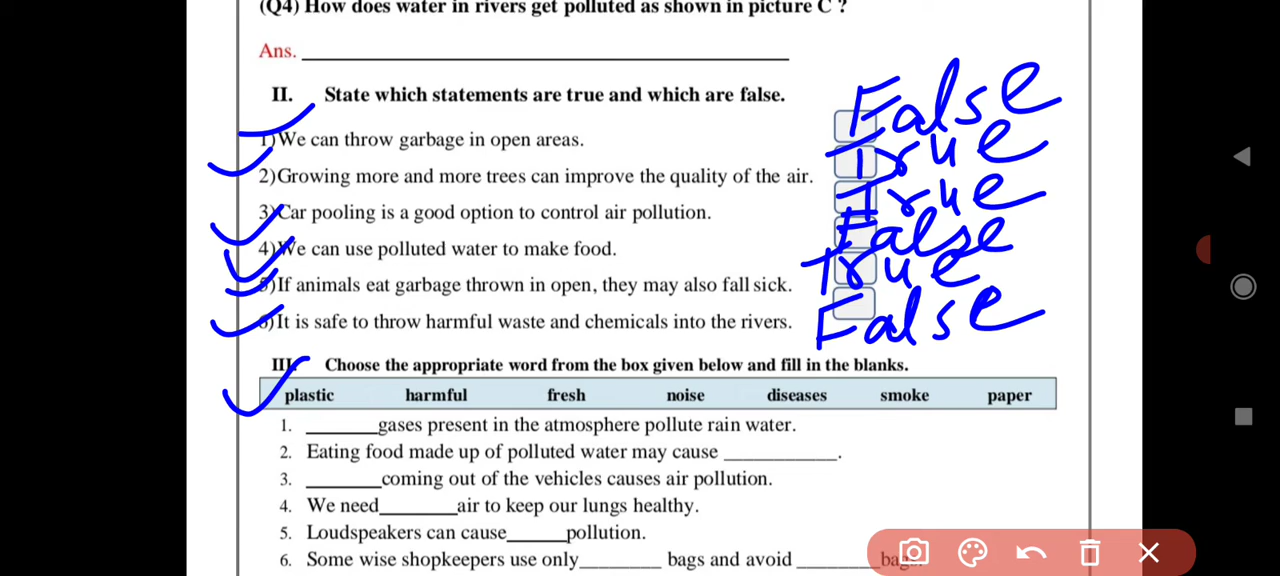 (Q4) How does water in rivers get polluted as shown in picture C ?
Ans. ________
II. State which statements are true and which are false.
1)We can throw garbage in open areas. False
2)Growing more and more trees can improve the quality of the air. True
3)Car pooling is a good option to control air pollution. True
4)We can use polluted water to make food. False
5)If animals eat garbage thrown in open, they may also fall sick. True
6)It is safe to throw harmful waste and chemicals into the rivers. False
III. Choose the appropriate word from the box given below and fill in the blanks.
plastic harmful fresh noise diseases smoke paper
1. ________gases present in the atmosphere pollute rain water.
2. Eating food made up of polluted water may cause ________.
3. ________coming out of the vehicles causes air pollution.
4. We need________air to keep our lungs healthy.
5. Loudspeakers can cause________pollution.
6. Some wise shopkeepers use only________ bags and avoid ________